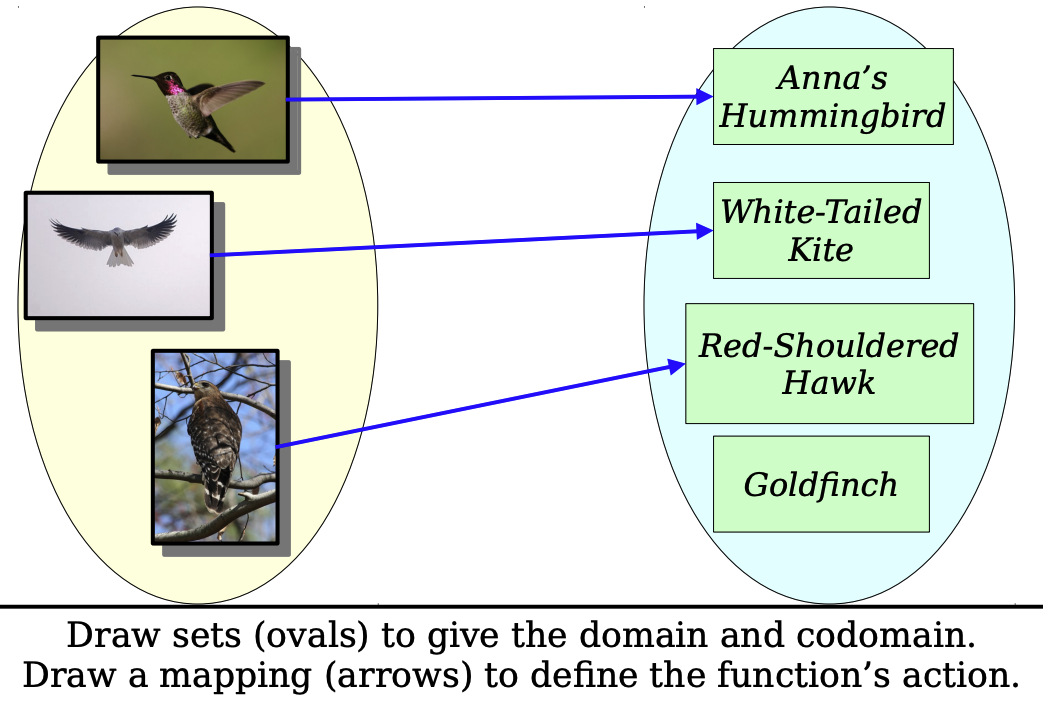 Anna’s
Hummingbird
White-Tailed
Kite
Red-Shouldered
Hawk
Goldfinch
Draw sets (ovals) to give the domain and codomain.
Draw a mapping (arrows) to define the function’s action.